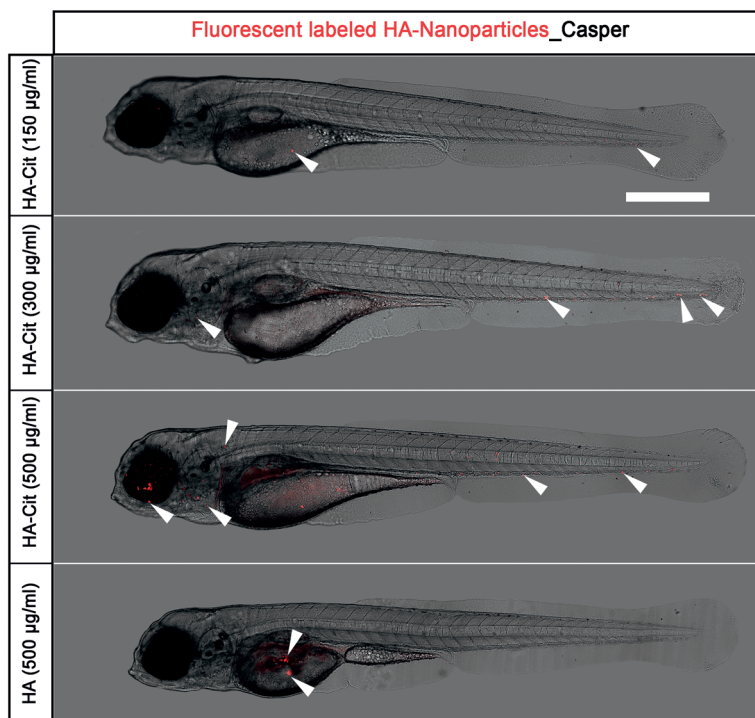 Fluorescent labeled HA-Nanoparticles_Casper
HA-Cit (150 µg/ml)
HA-Cit (300 µg/ml)
HA-Cit (500 µg/ml)
HA (500 µg/ml)